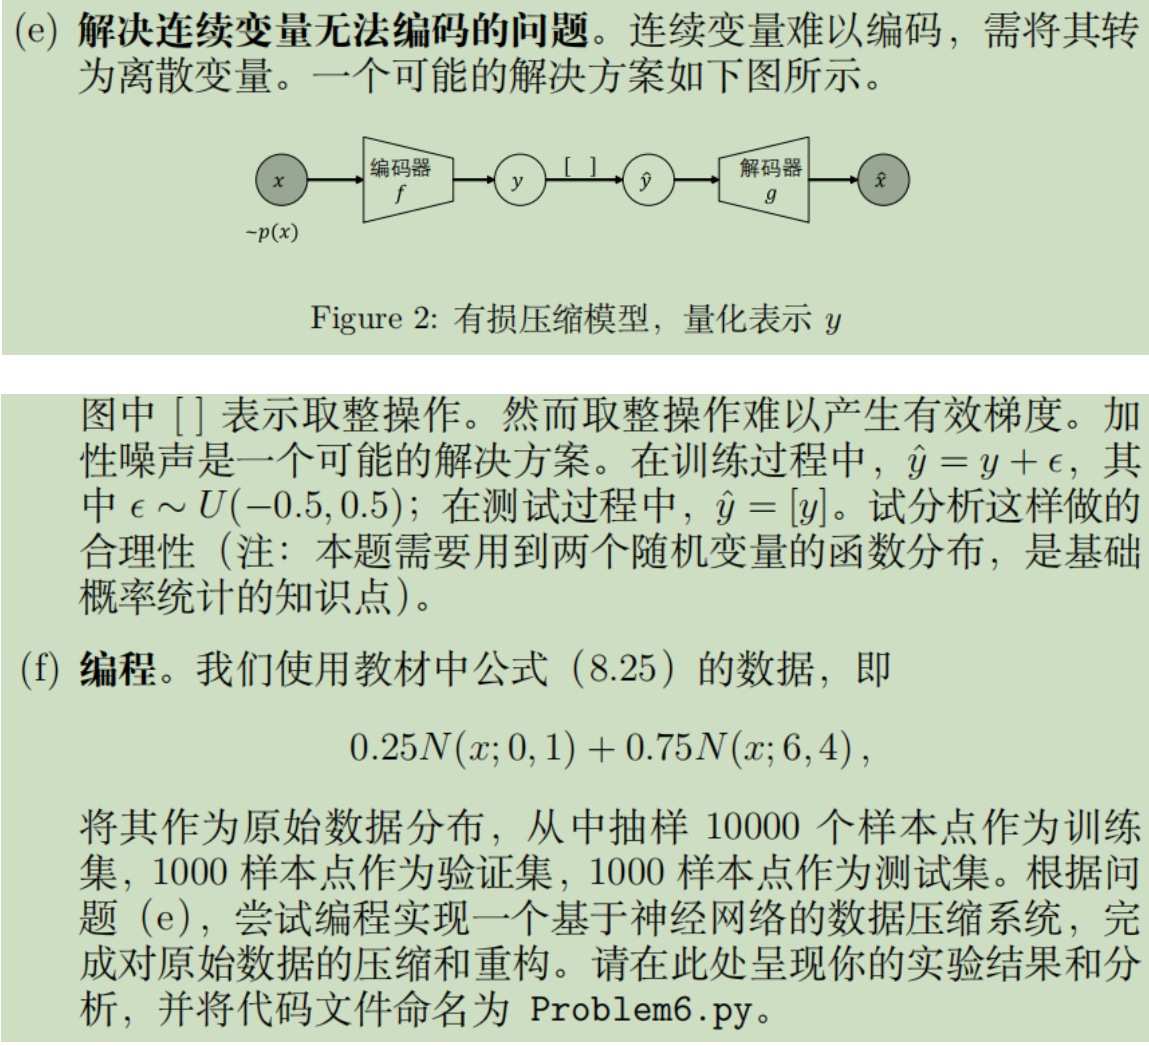 (e) 解决连续变量无法编码的问题。连续变量难以编码，需将其转
为离散变量。一个可能的解决方案如下图所示。
x
编码器
f
y
[ ]
ŷ
解码器
g
x̂
~p(x)
Figure 2: 有损压缩模型，量化表示 y
图中 [ ] 表示取整操作。然而取整操作难以产生有效梯度。加
性噪声是一个可能的解决方案。在训练过程中，ŷ = y + ϵ，其
中 ϵ ∼ U(−0.5, 0.5)；在测试过程中，ŷ = [y]。试分析这样做的
合理性（注：本题需要用到两个随机变量的函数分布，是基础
概率统计的知识点）。
(f) 编程。我们使用教材中公式（8.25）的数据，即
0.25N(x; 0, 1) + 0.75N(x; 6, 4) ,
将其作为原始数据分布，从中抽样 10000 个样本点作为训练
集，1000 样本点作为验证集，1000 样本点作为测试集。根据问
题（e），尝试编程实现一个基于神经网络的数据压缩系统，完
成对原始数据的压缩和重构。请在此处呈现你的实验结果和分
析，并将代码文件命名为 Problem6.py。